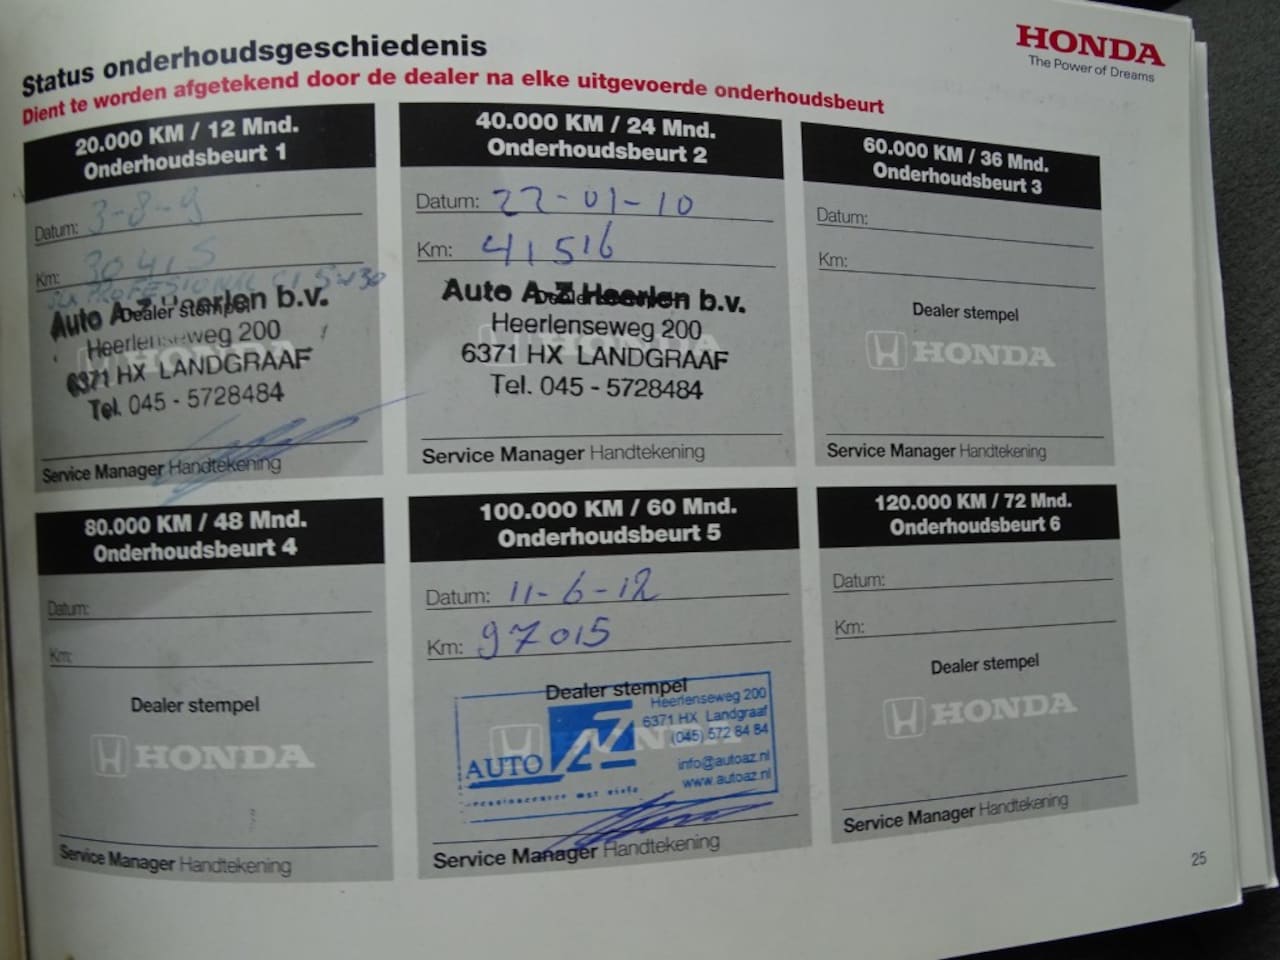 Status onderhoudsgeschiedenis
Dient te worden afgetekend door de dealer na elke uitgevoerde onderhoudsbeurt
HONDA
The Power of Dreams
20.000 KM / 12 Mnd.
Onderhoudsbeurt 1
Datum: 3-8-9
Km: 30415
5W30
Dealer stempel
Auto A-Z Heerlen b.v.
Heerlenseweg 200
6371 HX LANDGRAAF
Tel. 045 - 5728484
HONDA
Service Manager Handtekening
40.000 KM / 24 Mnd.
Onderhoudsbeurt 2
Datum: 22-01-10
Km: 41516
Auto A-Z Heerlen b.v.
Heerlenseweg 200
6371 HX LANDGRAAF
Tel. 045 - 5728484
Service Manager Handtekening
60.000 KM / 36 Mnd.
Onderhoudsbeurt 3
Datum:
Km:
Dealer stempel
HONDA
Service Manager Handtekening
80.000 KM / 48 Mnd.
Onderhoudsbeurt 4
Datum:
Km:
Dealer stempel
HONDA
Service Manager Handtekening
100.000 KM / 60 Mnd.
Onderhoudsbeurt 5
Datum: 11-6-12
Km: 97015
Dealer stempel
Heerlenseweg 200
6371 HX Landgraaf
(045) 572 84 84
AUTO AZ
info@autoaz.nl
www.autoaz.nl
Service Manager Handtekening
120.000 KM / 72 Mnd.
Onderhoudsbeurt 6
Datum:
Km:
Dealer stempel
HONDA
Service Manager Handtekening
25